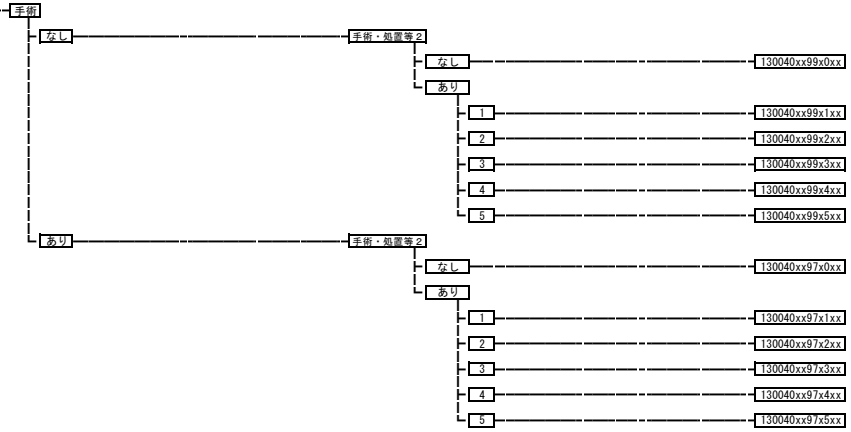 手術
なし 手術・処置等2
なし 130040xx99x0xx
あり
1 130040xx99x1xx
2 130040xx99x2xx
3 130040xx99x3xx
4 130040xx99x4xx
5 130040xx99x5xx
あり 手術・処置等2
なし 130040xx97x0xx
あり
1 130040xx97x1xx
2 130040xx97x2xx
3 130040xx97x3xx
4 130040xx97x4xx
5 130040xx97x5xx